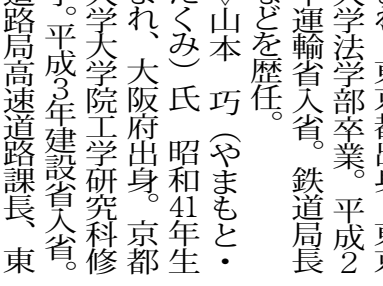 れ、東京都出身。東京
大学法学部卒業。平成２
年運輸省入省。鉄道局長
などを歴任。
▽山本　巧（やまもと・
たくみ）氏　昭和41年生
まれ、大阪府出身。京都
大学大学院工学研究科修
了。平成３年建設省入省。
道路局高速道路課長、東